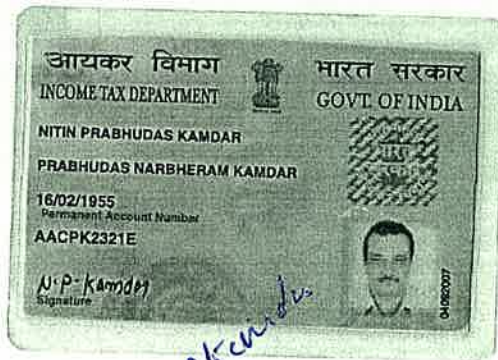 आयकर विभाग
INCOME TAX DEPARTMENT
भारत सरकार
GOVT. OF INDIA
NITIN PRABHUDAS KAMDAR
PRABHUDAS NARBHERAM KAMDAR
16/02/1955
Permanent Account Number
AACPK2321E
N.P-Kamdar
Signature
04092007